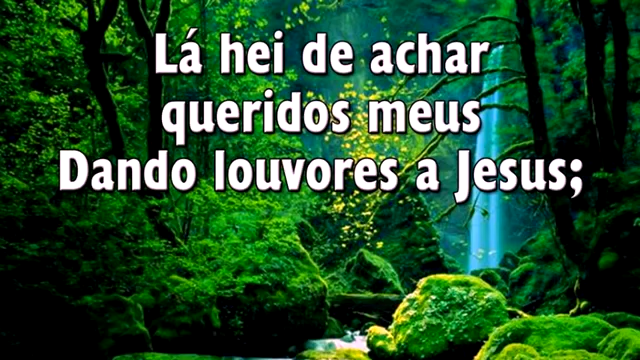 Lá hei de achar
queridos meus
Dando louvores a Jesus;